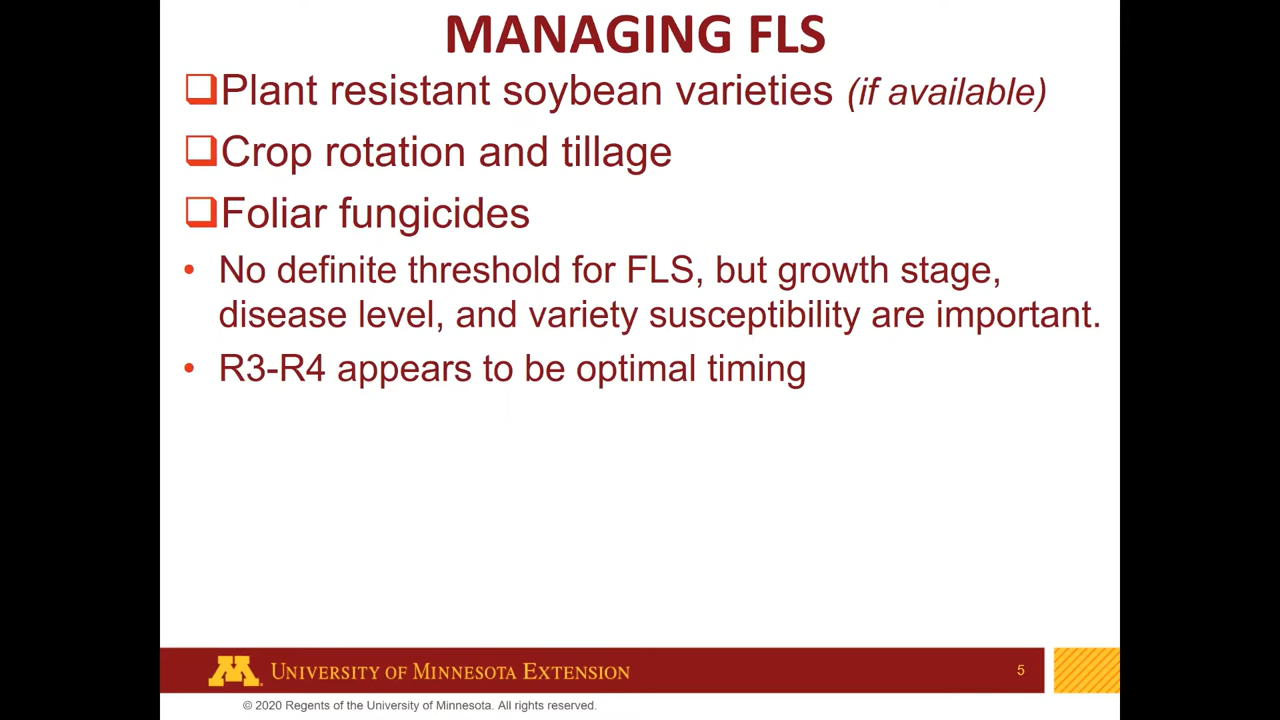 MANAGING FLS
Plant resistant soybean varieties (if available)
Crop rotation and tillage
Foliar fungicides
• No definite threshold for FLS, but growth stage,
disease level, and variety susceptibility are important.
• R3-R4 appears to be optimal timing
M UNIVERSITY OF MINNESOTA EXTENSION
5
© 2020 Regents of the University of Minnesota. All rights reserved.